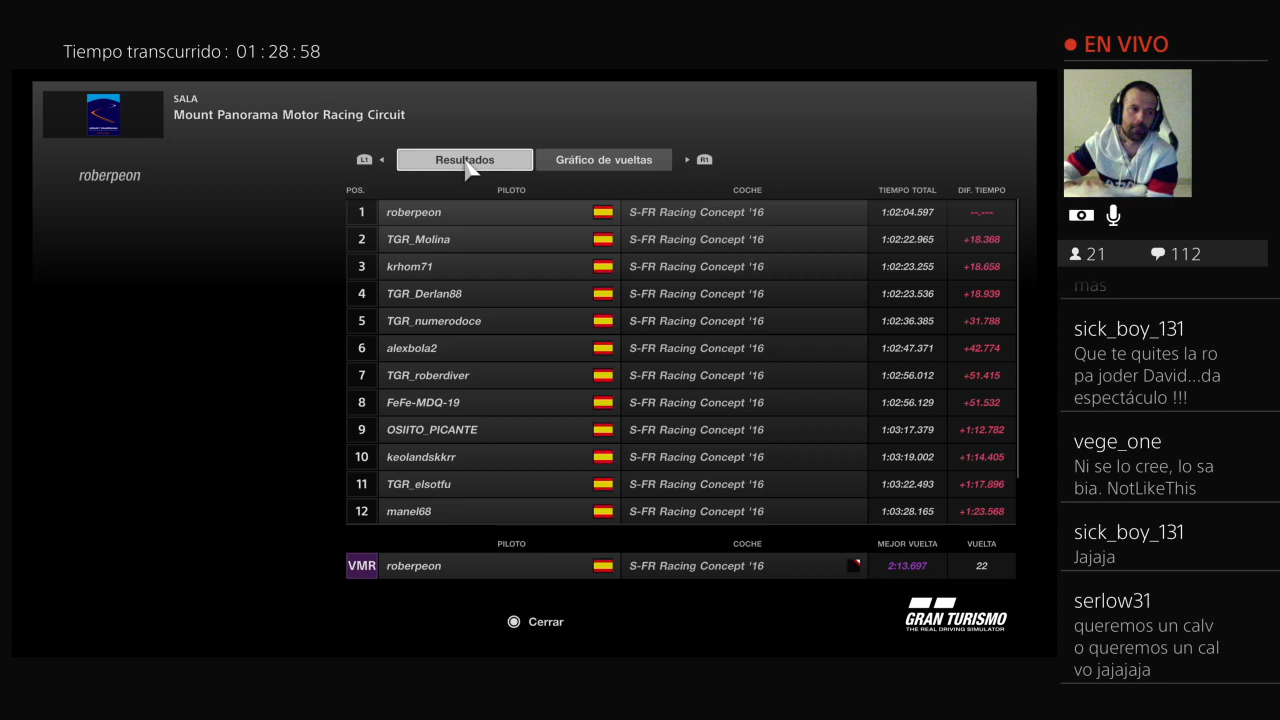 Tiempo transcurrido : 01 : 28 : 58
EN VIVO
SALA
Mount Panorama Motor Racing Circuit
MOUNT PANORAMA
roberpeon
L1 Resultados Gráfico de vueltas R1
POS. PILOTO COCHE TIEMPO TOTAL DIF. TIEMPO
1 roberpeon S-FR Racing Concept '16 1:02:04.597 --.---
2 TGR_Molina S-FR Racing Concept '16 1:02:22.965 +18.368
3 krhom71 S-FR Racing Concept '16 1:02:23.255 +18.658
4 TGR_Derlan88 S-FR Racing Concept '16 1:02:23.536 +18.939
5 TGR_numerodoce S-FR Racing Concept '16 1:02:36.385 +31.788
6 alexbola2 S-FR Racing Concept '16 1:02:47.371 +42.774
7 TGR_roberdiver S-FR Racing Concept '16 1:02:56.012 +51.415
8 FeFe-MDQ-19 S-FR Racing Concept '16 1:02:56.129 +51.532
9 OSIITO_PICANTE S-FR Racing Concept '16 1:03:17.379 +1:12.782
10 keolandskkrr S-FR Racing Concept '16 1:03:19.002 +1:14.405
11 TGR_elsotfu S-FR Racing Concept '16 1:03:22.493 +1:17.896
12 manel68 S-FR Racing Concept '16 1:03:28.165 +1:23.568
PILOTO COCHE MEJOR VUELTA VUELTA
VMR roberpeon S-FR Racing Concept '16 2:13.697 22
Cerrar
GRAN TURISMO
THE REAL DRIVING SIMULATOR
21 112
mas
sick_boy_131
Que te quites la ro
pa joder David...da
espectáculo !!!
vege_one
Ni se lo cree, lo sa
bia. NotLikeThis
sick_boy_131
Jajaja
serlow31
queremos un calv
o queremos un cal
vo jajajaja